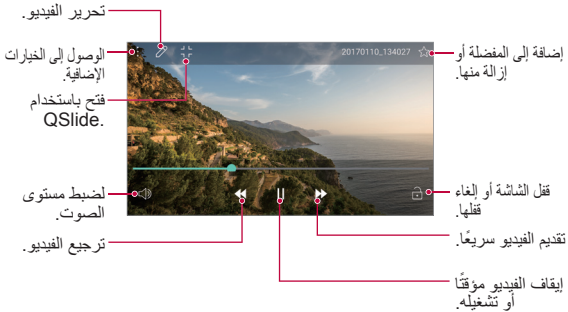 تحرير الفيديو.
الوصول إلى الخيارات
الإضافية.
فتح باستخدام
QSlide.
لضبط مستوى
الصوت.
ترجيع الفيديو.
20170110_134027
إضافة إلى المفضلة أو
إزالة منها.
قفل الشاشة أو إلغاء
قفلها.
تقديم الفيديو سريعًا.
إيقاف الفيديو مؤقتًا
أو تشغيله.